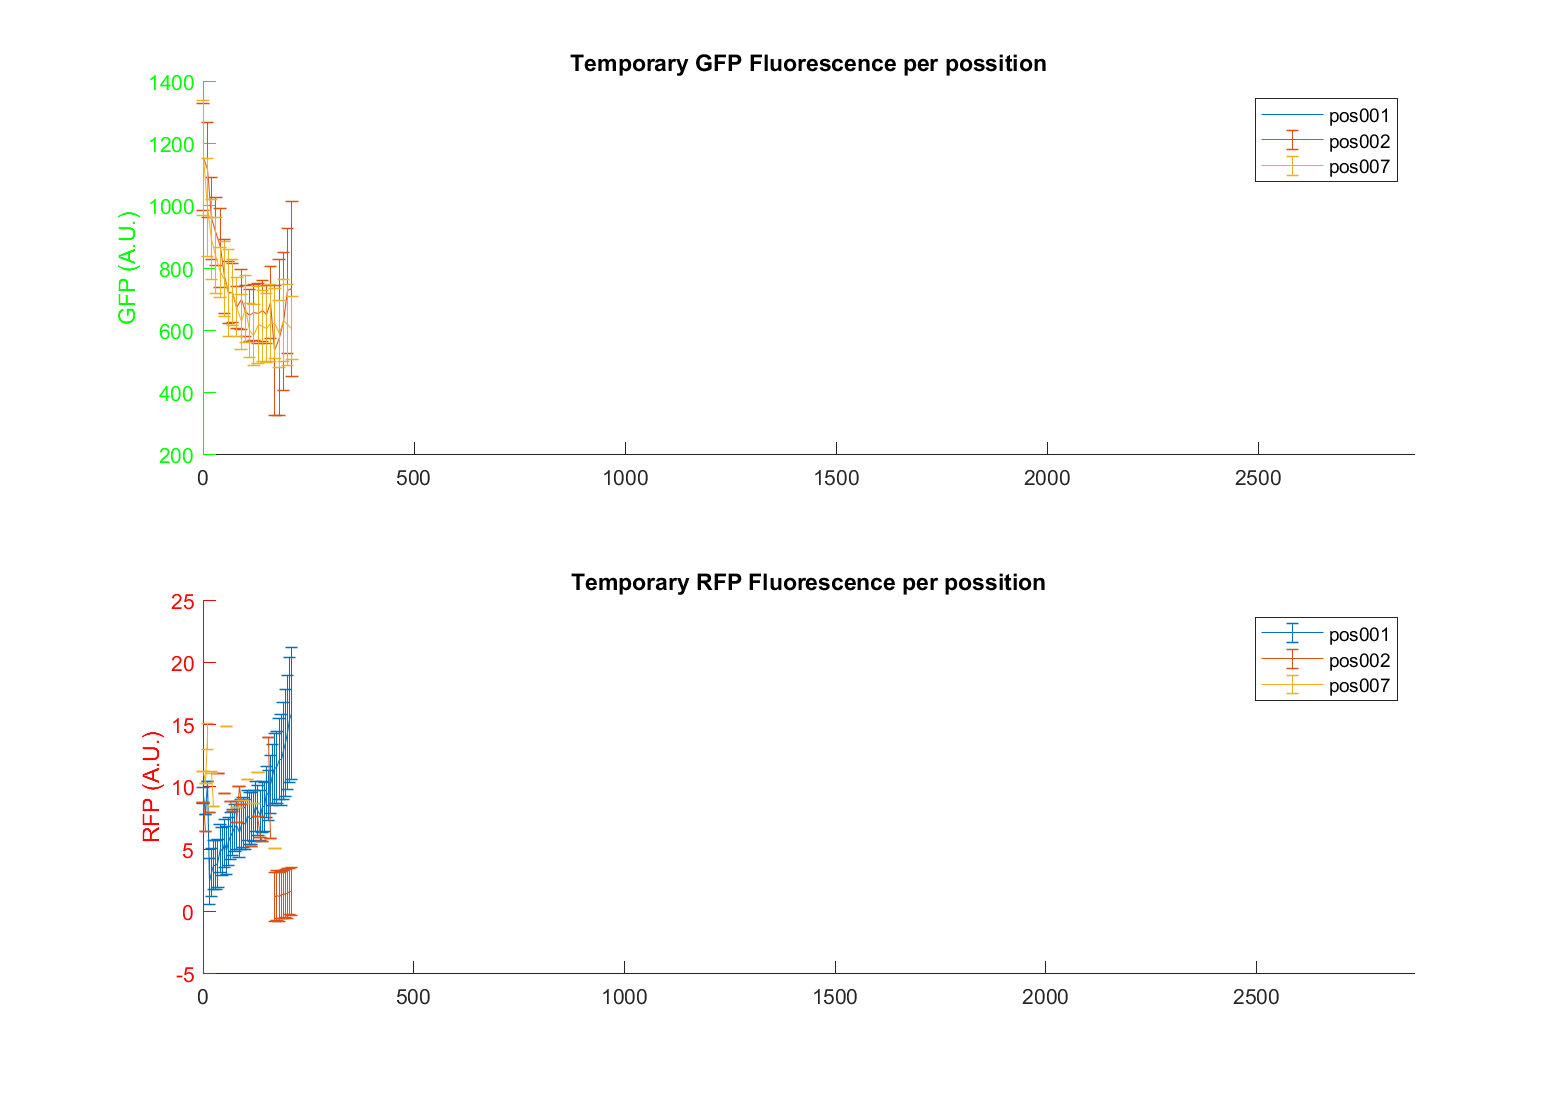 Temporary GFP Fluorescence per possition
1400
1200
1000
800
600
400
200
GFP (A.U.)
0 500 1000 1500 2000 2500
pos001
pos002
pos007
Temporary RFP Fluorescence per possition
25
20
15
10
5
0
-5
RFP (A.U.)
0 500 1000 1500 2000 2500
pos001
pos002
pos007